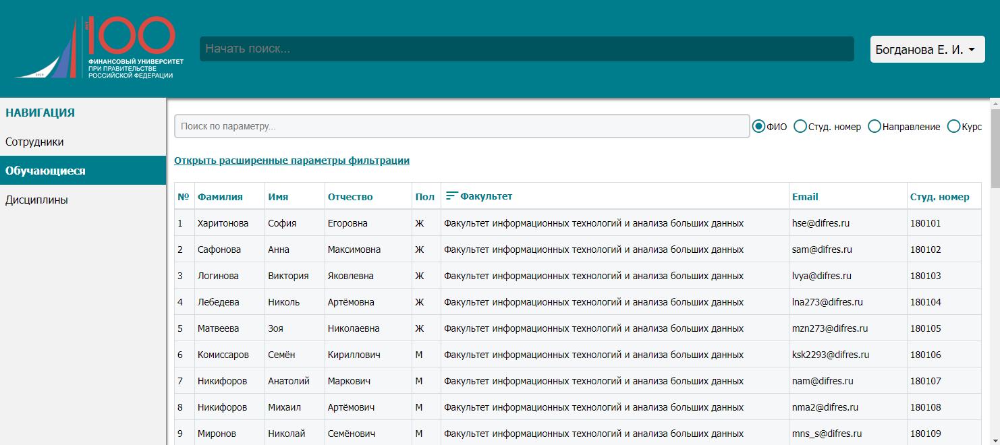 100
ФИНАНСОВЫЙ УНИВЕРСИТЕТ
ПРИ ПРАВИТЕЛЬСТВЕ
РОССИЙСКОЙ ФЕДЕРАЦИИ
1919
Начать поиск...
Богданова Е. И.
НАВИГАЦИЯ
Сотрудники
Обучающиеся
Дисциплины
Поиск по параметру... ФИО Студ. номер Направление Курс
Открыть расширенные параметры фильтрации
№ Фамилия Имя Отчество Пол Факультет Email Студ. номер
1 Харитонова София Егоровна Ж Факультет информационных технологий и анализа больших данных hse@difres.ru 180101
2 Сафонова Анна Максимовна Ж Факультет информационных технологий и анализа больших данных sam@difres.ru 180102
3 Логинова Виктория Яковлевна Ж Факультет информационных технологий и анализа больших данных lvya@difres.ru 180103
4 Лебедева Николь Артёмовна Ж Факультет информационных технологий и анализа больших данных lna273@difres.ru 180104
5 Матвеева Зоя Николаевна Ж Факультет информационных технологий и анализа больших данных mzn273@difres.ru 180105
6 Комиссаров Семён Кириллович М Факультет информационных технологий и анализа больших данных ksk2293@difres.ru 180106
7 Никифоров Анатолий Маркович М Факультет информационных технологий и анализа больших данных nam@difres.ru 180107
8 Никифоров Михаил Артёмович М Факультет информационных технологий и анализа больших данных nma2@difres.ru 180108
9 Миронов Николай Семёнович М Факультет информационных технологий и анализа больших данных mns_s@difres.ru 180109